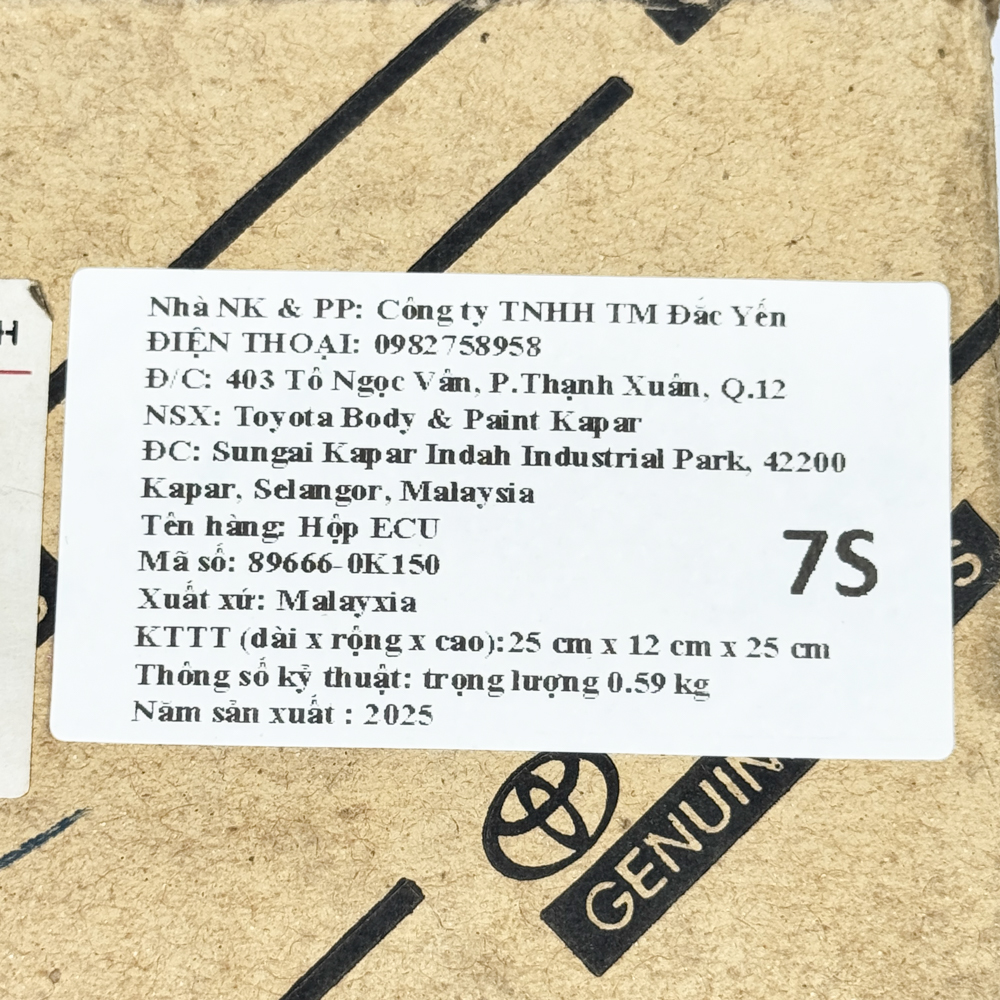 H
Nhà NK & PP: Công ty TNHH TM Đắc Yến
ĐIỆN THOẠI: 0982758958
Đ/C: 403 Tô Ngọc Vân, P.Thạnh Xuân, Q.12
NSX: Toyota Body & Paint Kapar
ĐC: Sungai Kapar Indah Industrial Park, 42200
Kapar, Selangor, Malaysia
Tên hàng: Hộp ECU
Mã số: 89666-0K150
7S
Xuất xứ: Malayxia
KTTT (dài x rộng x cao):25 cm x 12 cm x 25 cm
Thông số kỹ thuật: trọng lượng 0.59 kg
Năm sản xuất : 2025
S
GENUIN